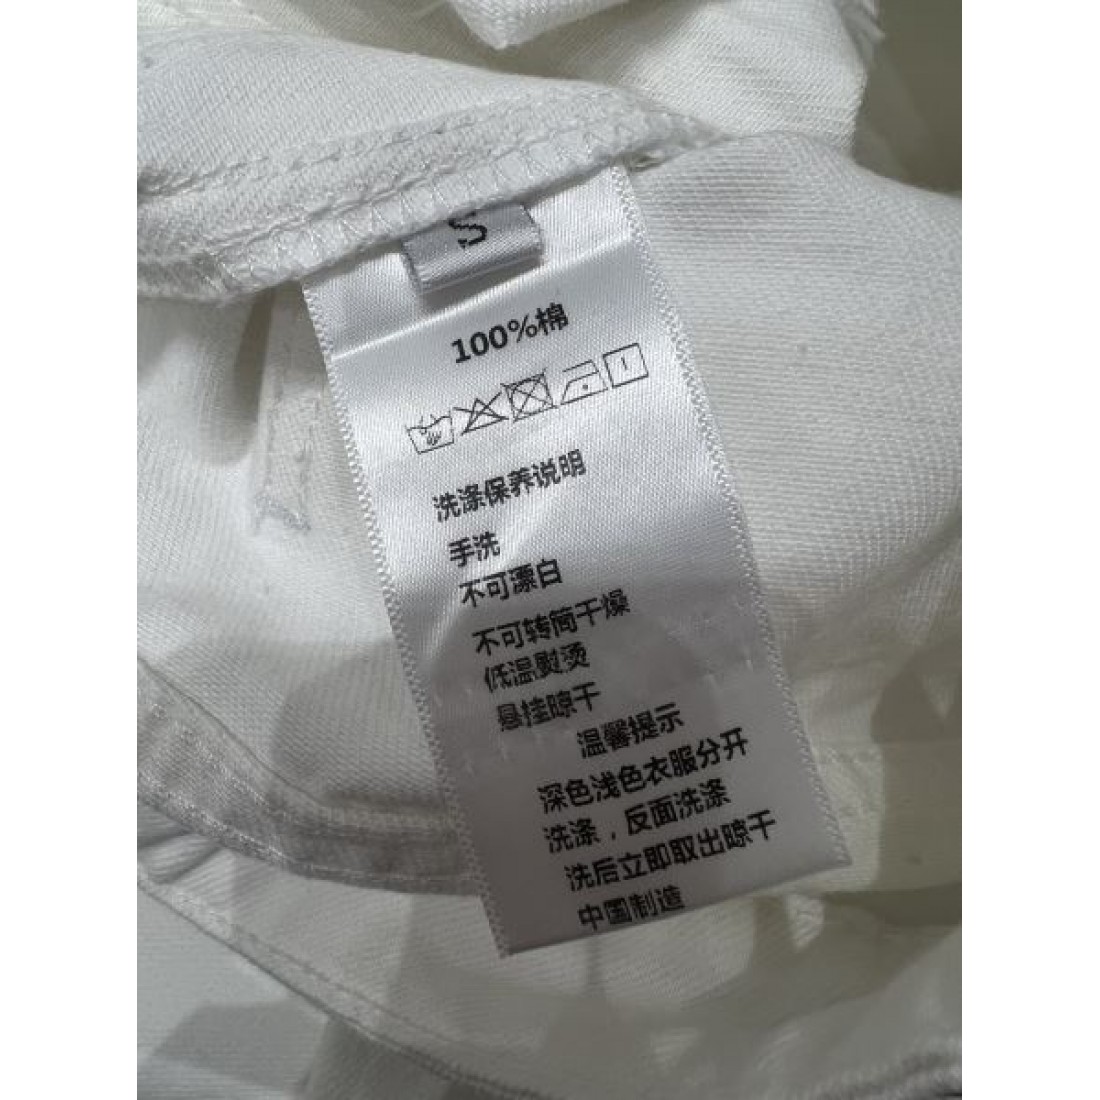 S
100%棉
洗涤保养说明
手洗
不可漂白
不可转筒干燥
低温熨烫
悬挂晾干
温馨提示
深色浅色衣服分开
洗涤，反面洗涤
洗后立即取出晾干
中国制造